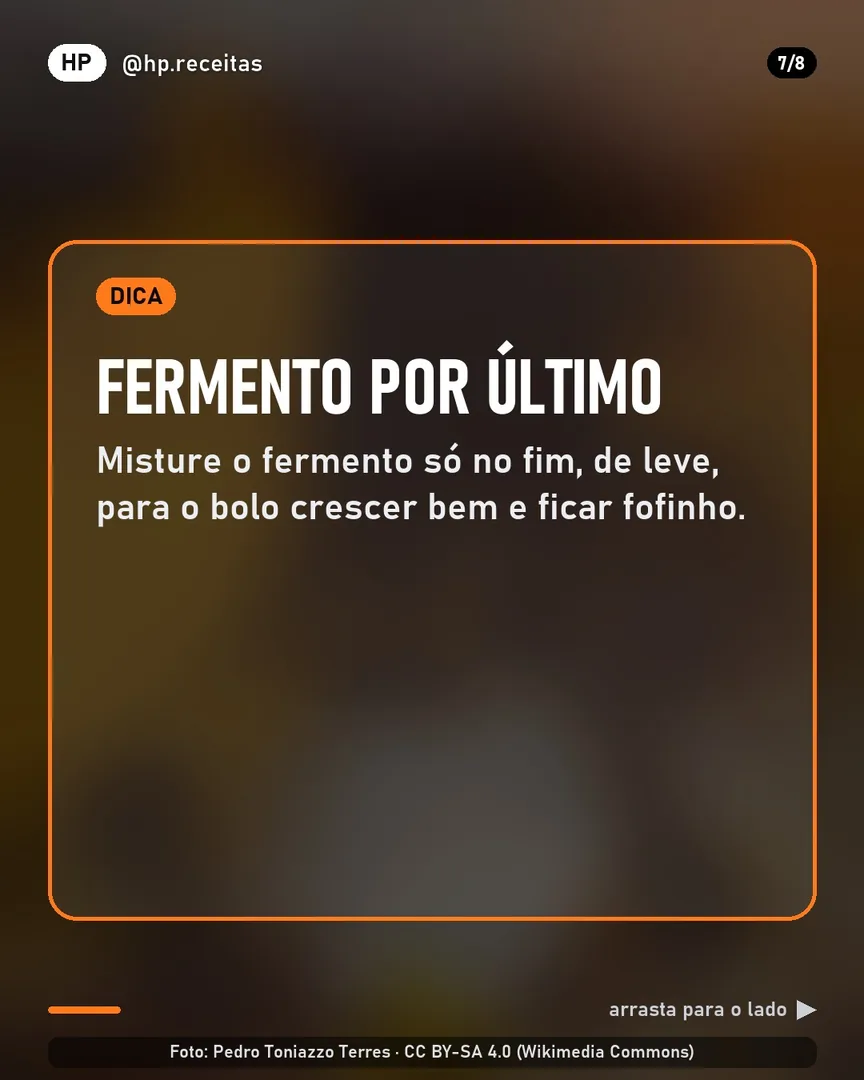 HP @hp.receitas 7/8
DICA
FERMENTO POR ÚLTIMO
Misture o fermento só no fim, de leve,
para o bolo crescer bem e ficar fofinho.
arrasta para o lado ▶
Foto: Pedro Toniazzo Terres · CC BY-SA 4.0 (Wikimedia Commons)